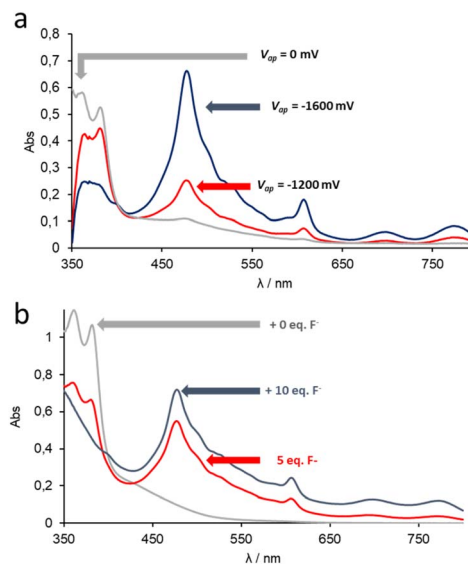 a
0,8
0,7
0,6
0,5
0,4
0,3
0,2
0,1
0
Abs
350 450 550 650 750
λ / nm
Vap = 0 mV
Vap = -1600 mV
Vap = -1200 mV
b
1
0,8
0,6
0,4
0,2
0
Abs
350 450 550 650 750
λ / nm
+ 0 eq. F-
+ 10 eq. F-
5 eq. F-